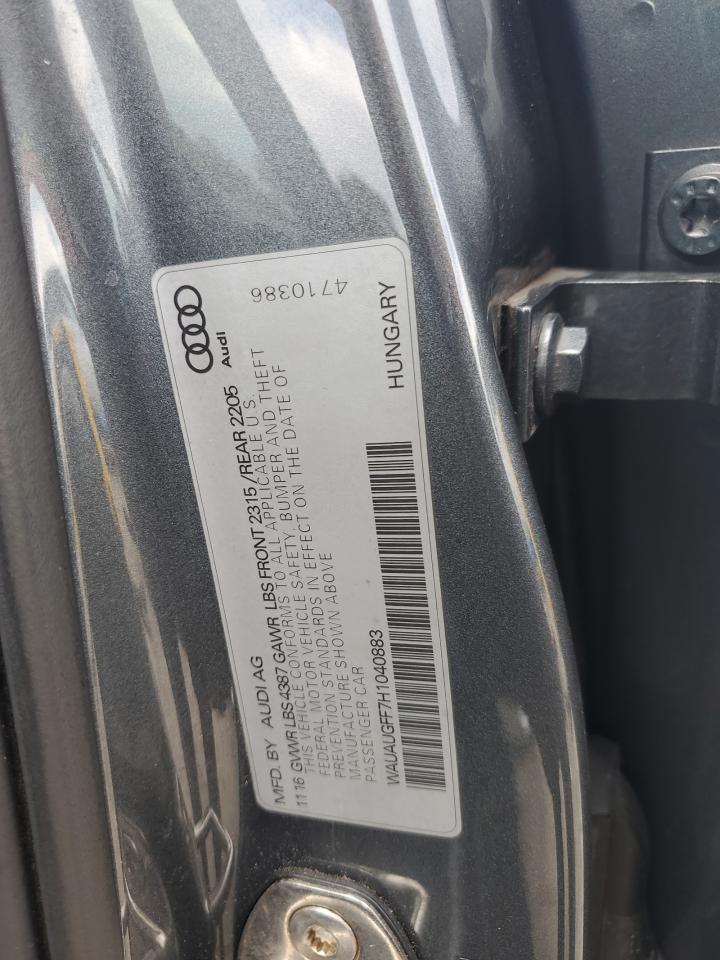 Audi 4710386
MFD. BY AUDI AG
11 16 GVWR LBS 4387 GAWR LBS FRONT 2315 / REAR 2205
THIS VEHICLE CONFORMS TO ALL APPLICABLE U.S.
FEDERAL MOTOR VEHICLE SAFETY, BUMPER AND THEFT
PREVENTION STANDARDS IN EFFECT ON THE DATE OF
MANUFACTURE SHOWN ABOVE
PASSENGER CAR
WAUAUGFF7H1040883
HUNGARY